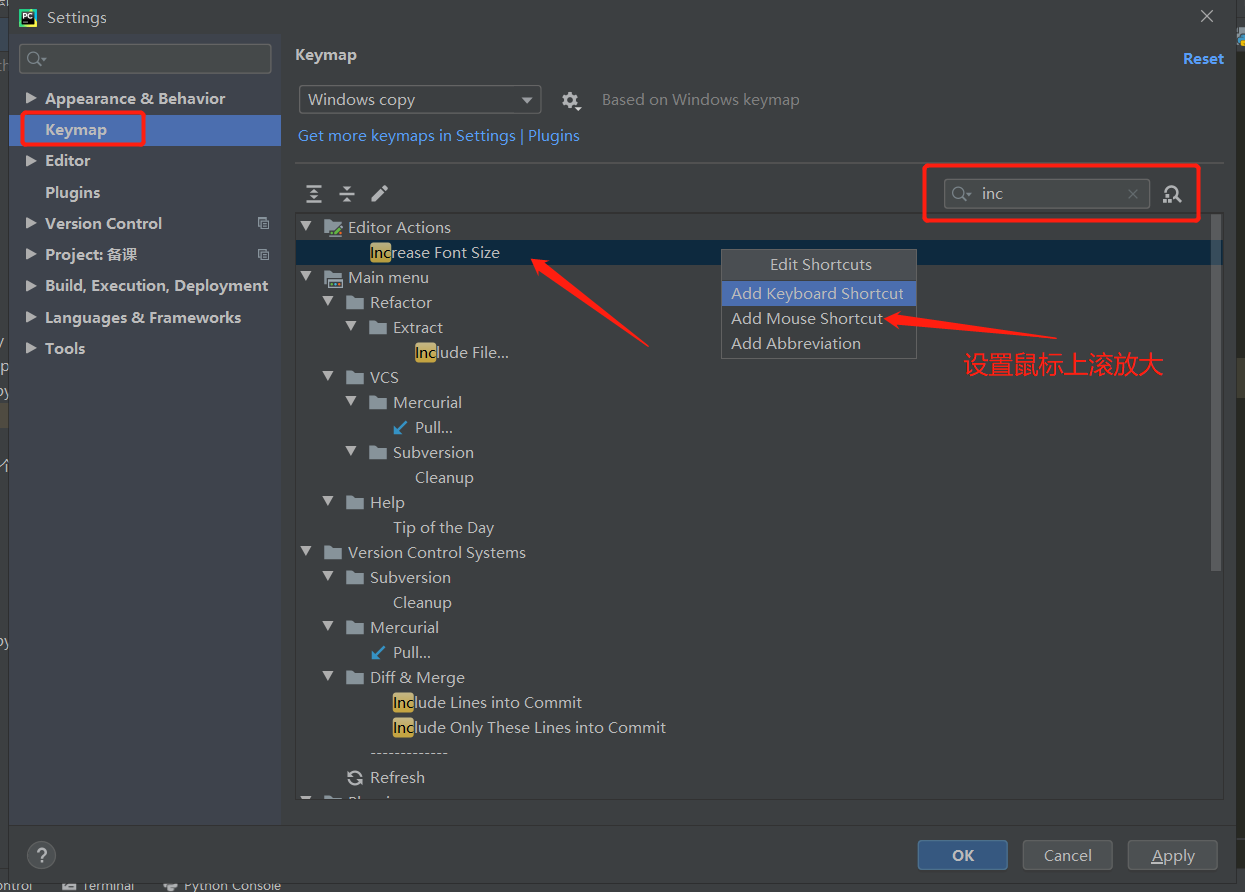 Settings
Keymap
Reset
Windows copy
Based on Windows keymap
Get more keymaps in Settings | Plugins
Appearance & Behavior
Keymap
Editor
Plugins
Version Control
Project: 备课
Build, Execution, Deployment
Languages & Frameworks
Tools
inc
Editor Actions
Increase Font Size
Main menu
Refactor
Extract
Include File...
VCS
Mercurial
Pull...
Subversion
Cleanup
Help
Tip of the Day
Version Control Systems
Subversion
Cleanup
Mercurial
Pull...
Diff & Merge
Include Lines into Commit
Include Only These Lines into Commit
-------------
Refresh
Edit Shortcuts
Add Keyboard Shortcut
Add Mouse Shortcut
Add Abbreviation
设置鼠标上滚放大
?
OK
Cancel
Apply
Terminal
Python Console